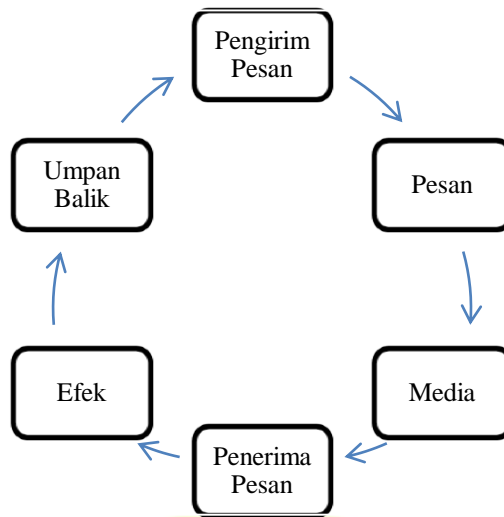 Pengirim
Pesan
Pesan
Media
Penerima
Pesan
Efek
Umpan
Balik